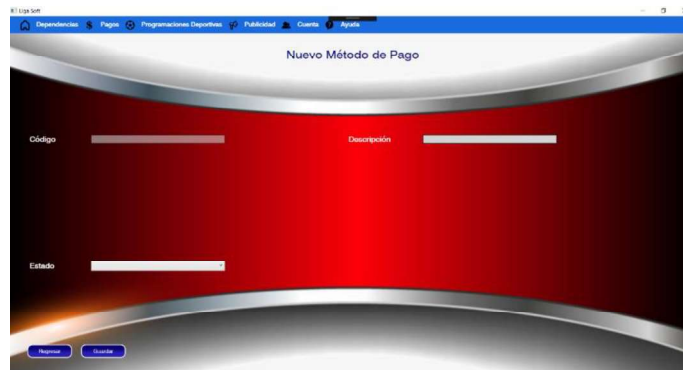 Liga Soft
Dependencias Pagos Programaciones Deportivas Publicidad Cuenta Ayuda
Nuevo Método de Pago
Código Descripción
Estado
Regresar Guardar